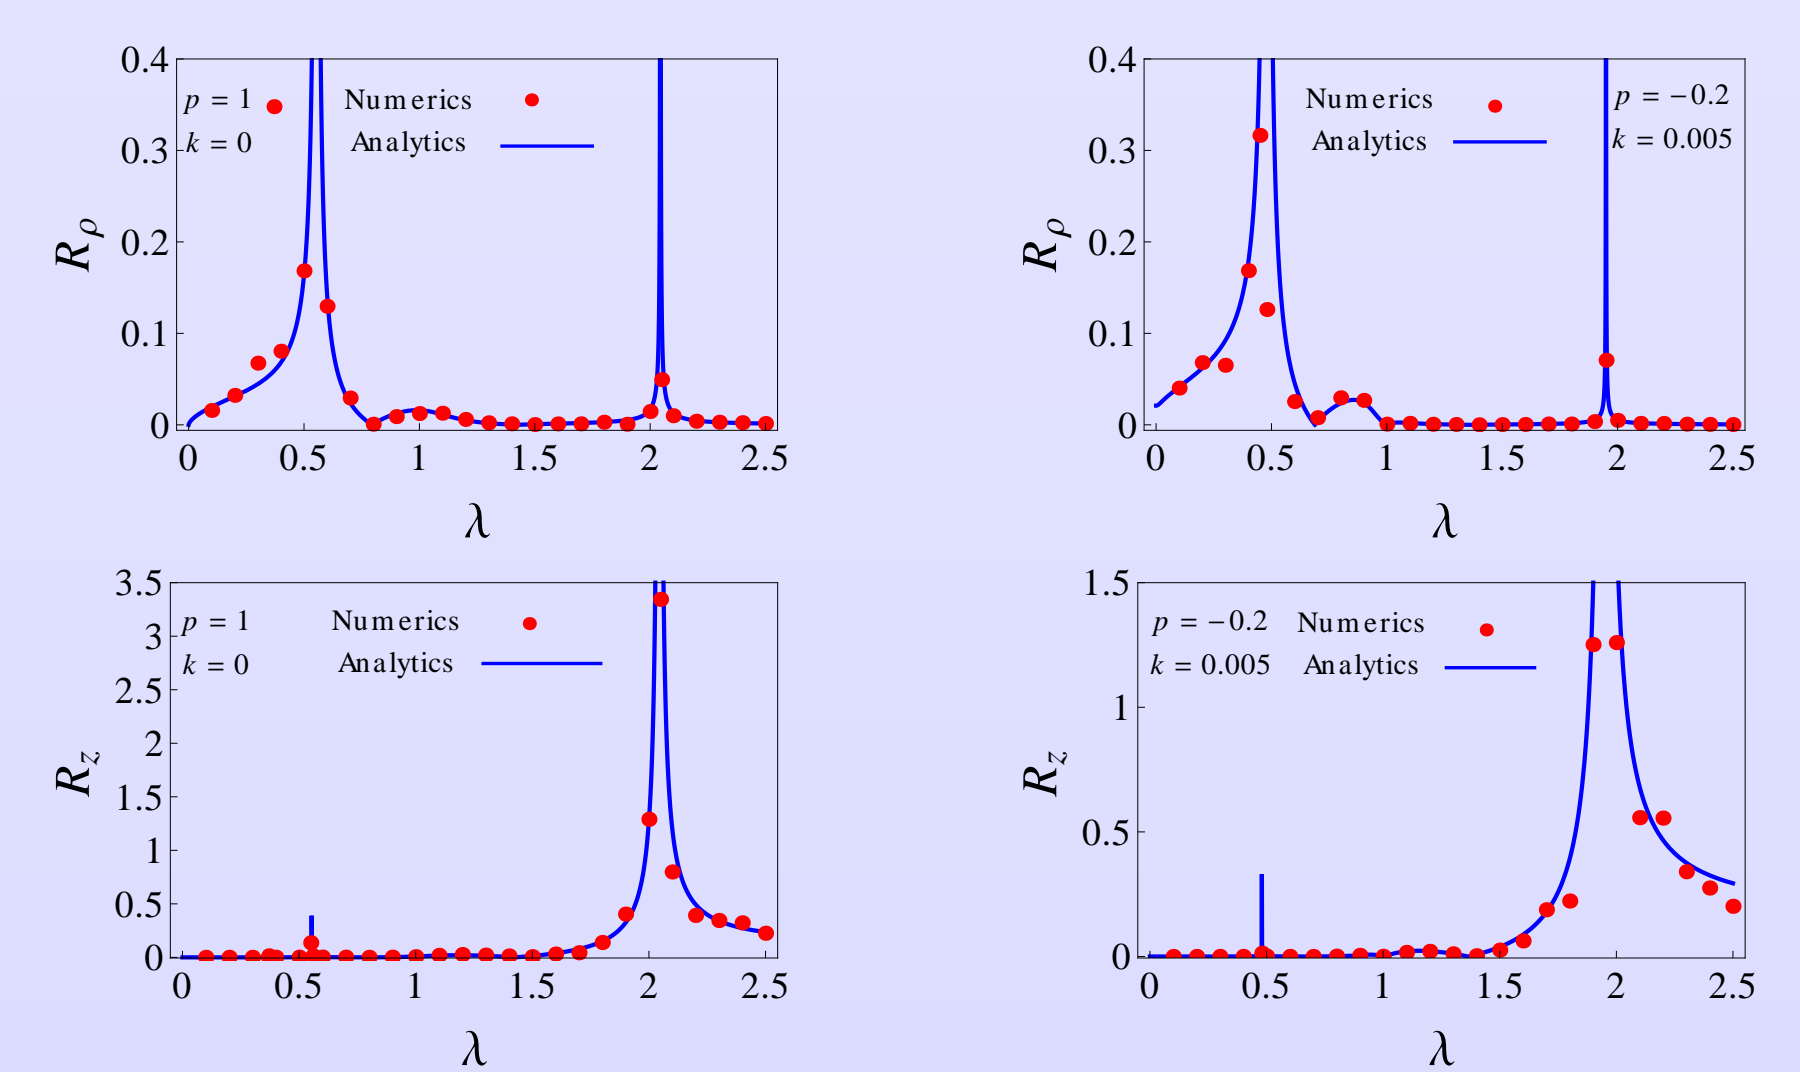 0.4
0.3
0.2
0.1
0
R_ρ
p = 1
k = 0
Numerics
Analytics
0 0.5 1 1.5 2 2.5
λ
0.4
0.3
0.2
0.1
0
R_ρ
Numerics
Analytics
p = −0.2
k = 0.005
0 0.5 1 1.5 2 2.5
λ
3.5
3
2.5
2
1.5
1
0.5
0
R_z
p = 1
k = 0
Numerics
Analytics
0 0.5 1 1.5 2 2.5
λ
1.5
1
0.5
0
R_z
p = −0.2
k = 0.005
Numerics
Analytics
0 0.5 1 1.5 2 2.5
λ